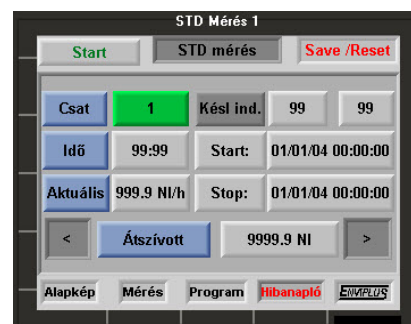 STD Mérés 1
Start STD mérés Save /Reset
Csat 1 Késl ind. 99 99
Idő 99:99 Start: 01/01/04 00:00:00
Aktuális 999.9 Nl/h Stop: 01/01/04 00:00:00
< Átszívott 9999.9 Nl >
Alapkép Mérés Program Hibanapló ENVIPLUS